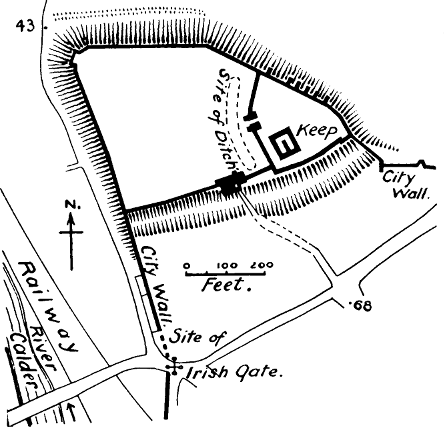 43
Site of Ditch
Keep
City
Wall.
N.
City Wall
0 100 200
Feet.
.68
Railway
River
Calder
Site of
Irish Gate.